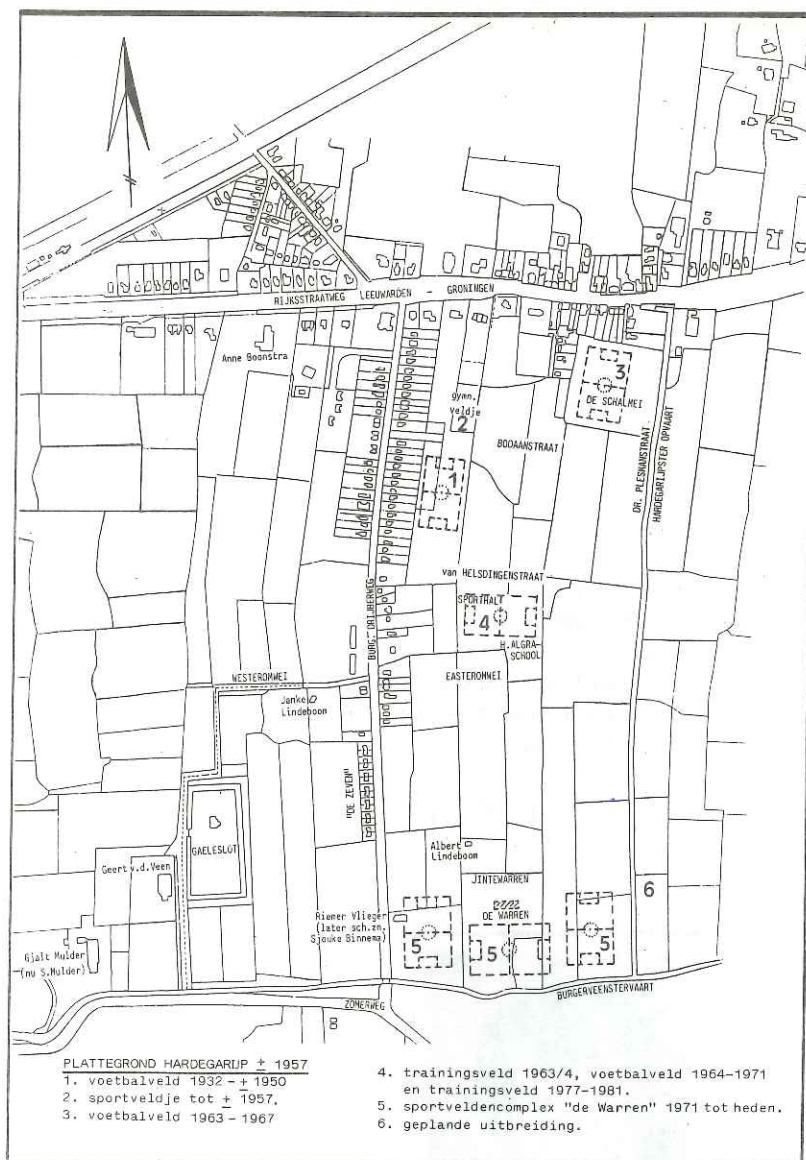 RIJKSSTRAATWEG LEEUWARDEN - GRONINGEN
Anne Boonstra
3
DE SCHALMEI
gymn.
veldje
2
BODAANSTRAAT
1
DR. PLESMANSTRAAT
HARDEGARIJPSTER OPVAART
van HELSDINGENSTRAAT
BURG. DRIJBERWEG
SPORTHAL
4
H.ALGRA-
SCHOOL
WESTEROMWEI
EASTEROMWEI
Janke
Lindeboom
"DE ZEVEN"
GAELESLOT
Albert
Lindeboom
Geert v.d.Veen
JINTEWARREN
6
DE WARREN
Riemer Vlieger
(later sch.zn.
Sjouke Binnema)
5
5
5
Gjalt Mulder
(nu S.Mulder)
BURGERVEENSTERVAART
ZOMERWEG
PLATTEGROND HARDEGARIJP ± 1957
1. voetbalveld 1932 - ± 1950
2. sportveldje tot ± 1957.
3. voetbalveld 1963 - 1967
4. trainingsveld 1963/4, voetbalveld 1964-1971
en trainingsveld 1977-1981.
5. sportveldencomplex "de Warren" 1971 tot heden.
6. geplande uitbreiding.